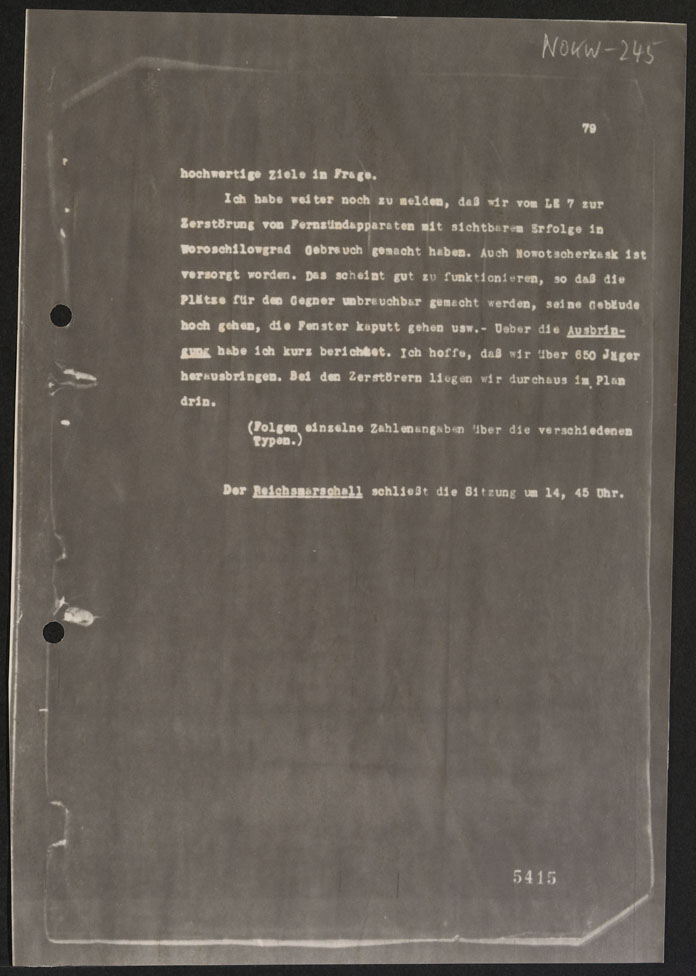 NOKW-245
79
hochwertige Ziele in Frage.
Ich habe weiter noch zu melden, daß wir vom LE 7 zur
Zerstörung von Fernzündapparaten mit sichtbarem Erfolge in
Woroschilowgrad Gebrauch gemacht haben. Auch Nowotscherkask ist
versorgt worden. Das scheint gut zu funktionieren, so daß die
Plätze für den Gegner unbrauchbar gemacht werden, seine Gebäude
hoch gehen, die Fenster kaputt gehen usw.- Ueber die Ausbrin-
gung habe ich kurz berichtet. Ich hoffe, daß wir über 650 Jäger
herausbringen. Bei den Zerstörern liegen wir durchaus im Plan
drin.
(Folgen einzelne Zahlenangaben über die verschiedenen
Typen.)
Der Reichsmarschall schließt die Sitzung um 14, 45 Uhr.
5415